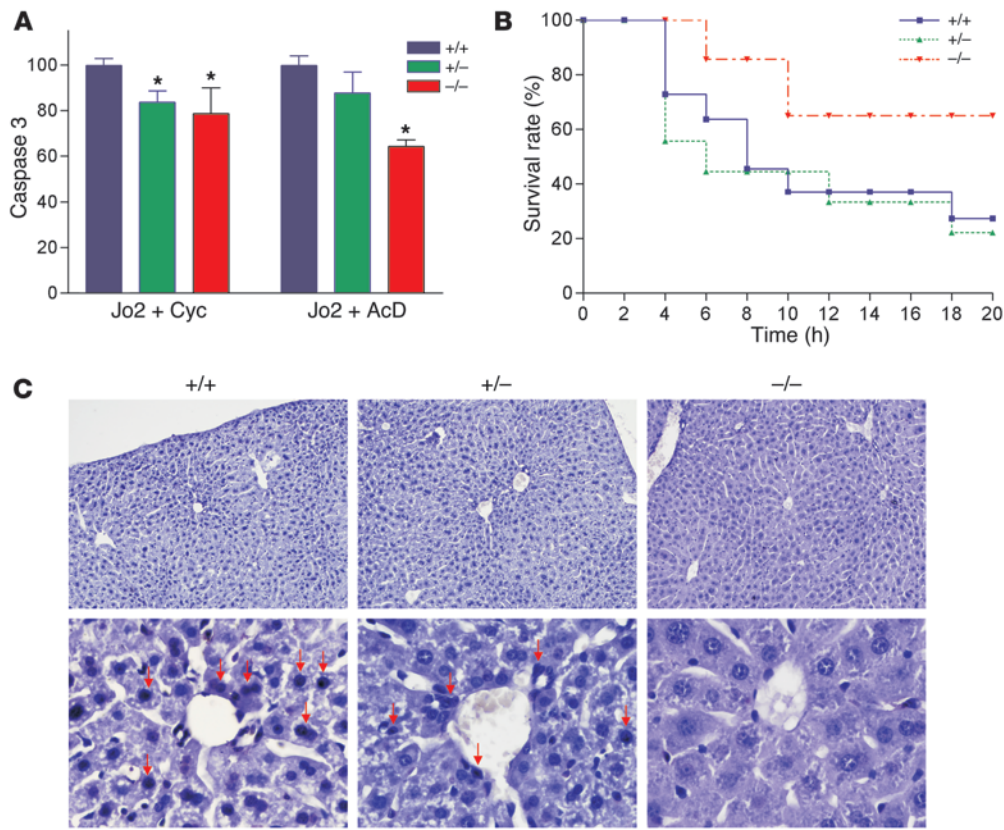 A
Caspase 3
100
80
60
40
20
0
* *
*
+/+
+/–
–/–
Jo2 + Cyc Jo2 + AcD
B
Survival rate (%)
100
80
60
40
20
0
+/+
+/–
–/–
0 2 4 6 8 10 12 14 16 18 20
Time (h)
C
+/+ +/– –/–